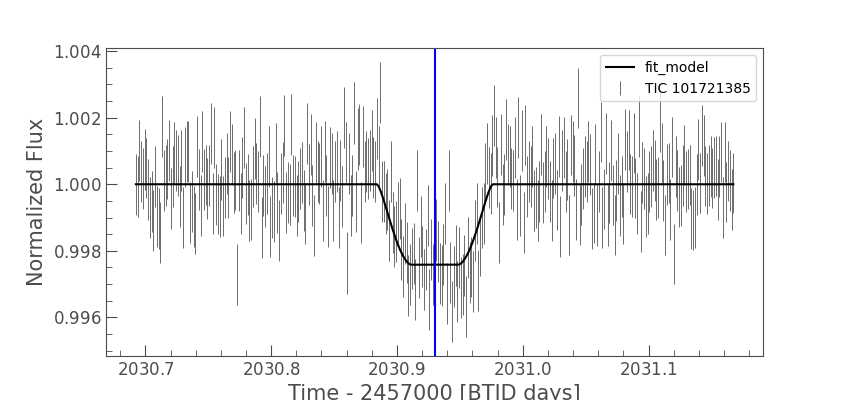 1.004
1.002
1.000
0.998
0.996
Normalized Flux
fit_model
TIC 101721385
2030.7
2030.8
2030.9
2031.0
2031.1
Time - 2457000 [BTJD days]